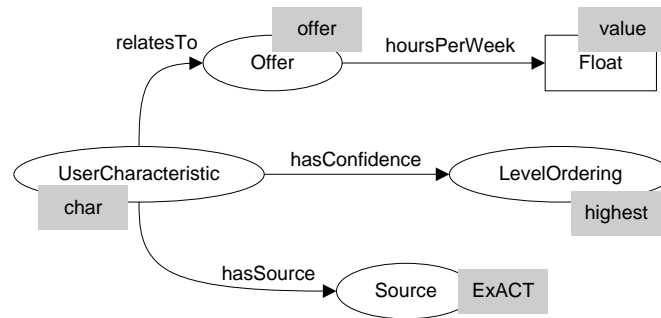 offer
relatesTo
Offer
hoursPerWeek
value
Float
UserCharacteristic
char
hasConfidence
LevelOrdering
highest
hasSource
Source
ExACT